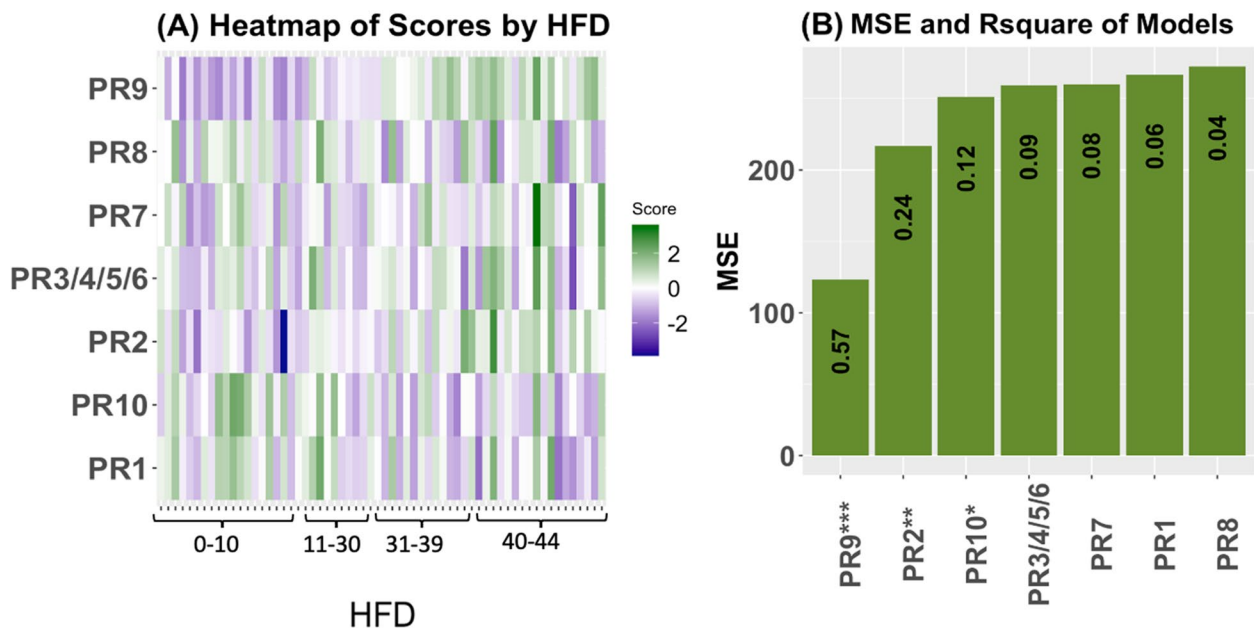 (A) Heatmap of Scores by HFD
PR9
PR8
PR7
PR3/4/5/6
PR2
PR10
PR1
0-10
11-30
31-39
40-44
HFD
Score
2
0
-2
(B) MSE and Rsquare of Models
MSE
200
100
0
0.57
0.24
0.12
0.09
0.08
0.06
0.04
PR9***
PR2**
PR10*
PR3/4/5/6
PR7
PR1
PR8